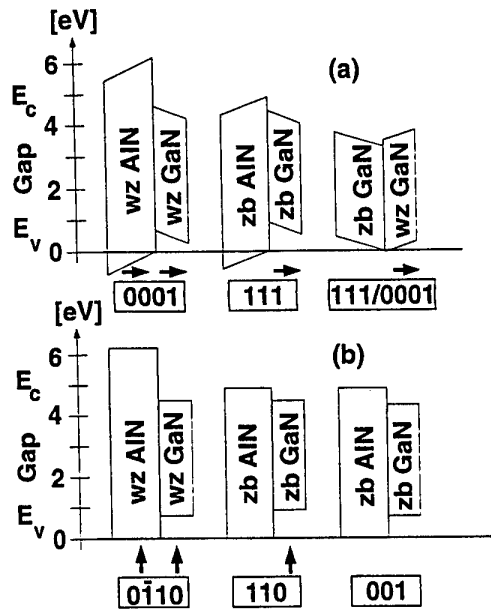 [eV]
(a)
6
4
2
0
E_c
Gap
E_v
wz AlN
wz GaN
zb AlN
zb GaN
zb GaN
wz GaN
0001
111
111/0001
[eV]
(b)
6
4
2
0
E_c
Gap
E_v
wz AlN
wz GaN
zb AlN
zb GaN
zb AlN
zb GaN
01̄10
110
001